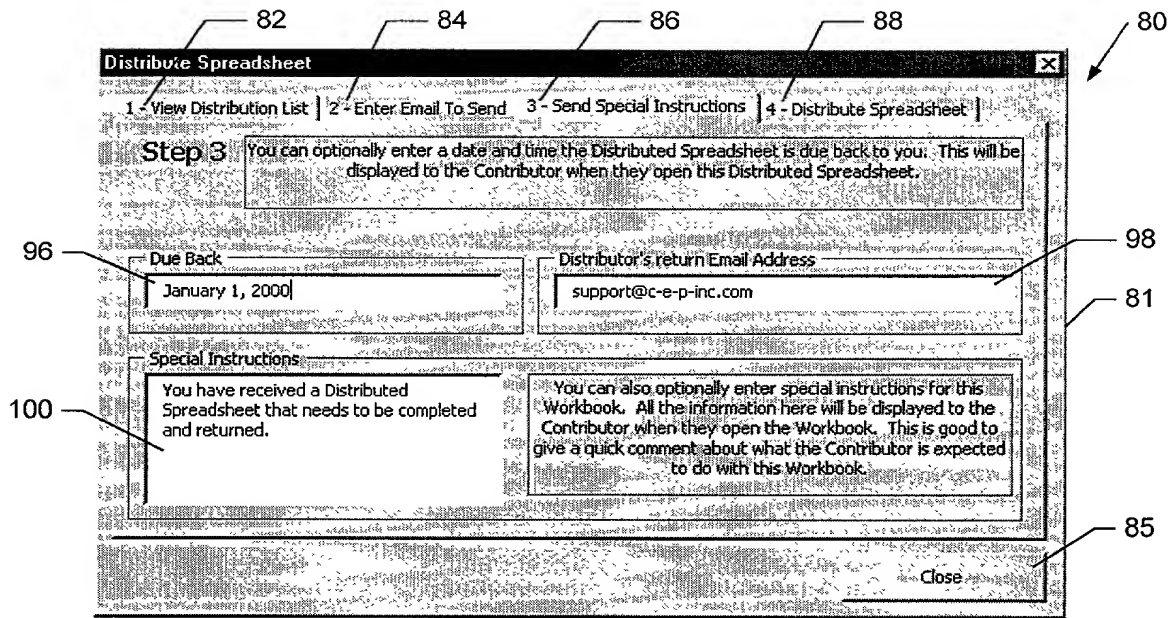 82 84 86 88 80
Distribute Spreadsheet
1 - View Distribution List 2 - Enter Email To Send 3 - Send Special Instructions 4 - Distribute Spreadsheet
Step 3
You can optionally enter a date and time the Distributed Spreadsheet is due back to you. This will be
displayed to the Contributor when they open this Distributed Spreadsheet.
96 98
Due Back Distributor's return Email Address
January 1, 2000 support@c-e-p-inc.com
81
Special Instructions
100
You have received a Distributed
Spreadsheet that needs to be completed
and returned.
You can also optionally enter special instructions for this
Workbook. All the information here will be displayed to the
Contributor when they open the Workbook. This is good to
give a quick comment about what the Contributor is expected
to do with this Workbook.
85
Close